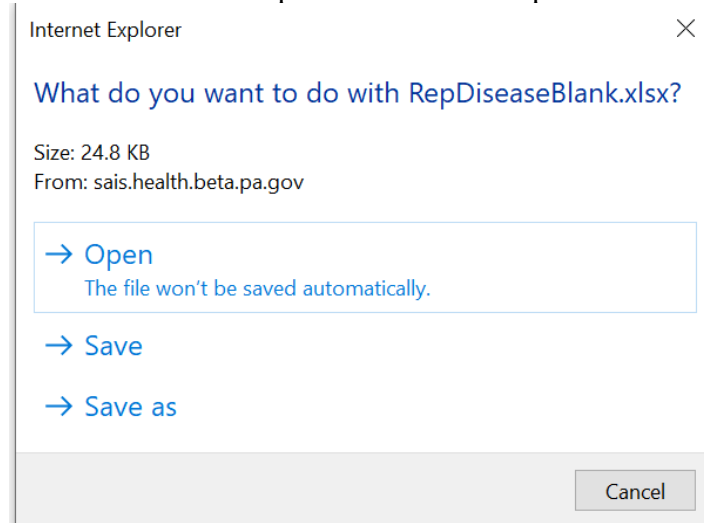 Internet Explorer
What do you want to do with RepDiseaseBlank.xlsx?
Size: 24.8 KB
From: sais.health.beta.pa.gov
→ Open
The file won't be saved automatically.
→ Save
→ Save as
Cancel